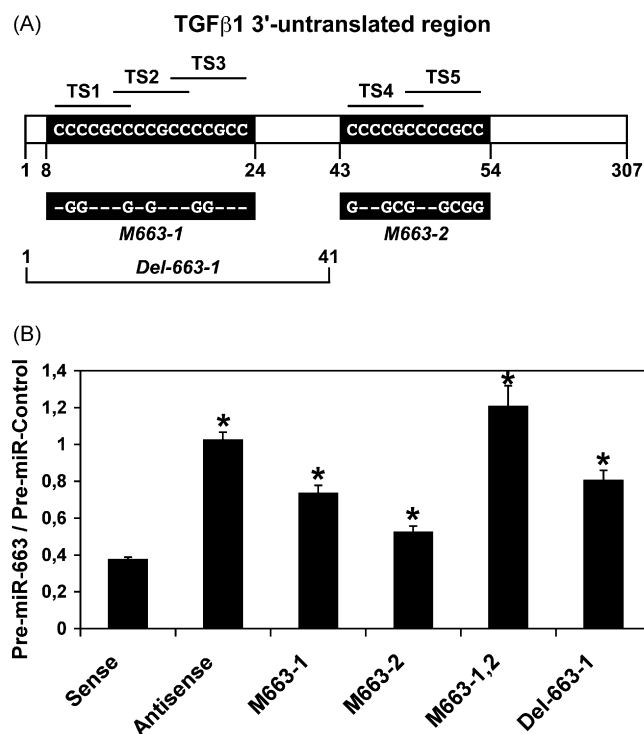 (A)
TGFβ1 3'-untranslated region
TS3
TS2
TS5
TS1
TS4
CCCCGCCCCGCCCCGCC
CCCCGCCCCGCC
1 8 24 43 54 307
-GG---G-G---GG---
G--GCG--GCGG
M663-1
M663-2
1 Del-663-1 41
(B)
Pre-miR-663 / Pre-miR-Control
1,4
1,2
1
0,8
0,6
0,4
0,2
0
* * * * *
Sense
Antisense
M663-1
M663-2
M663-1,2
Del-663-1